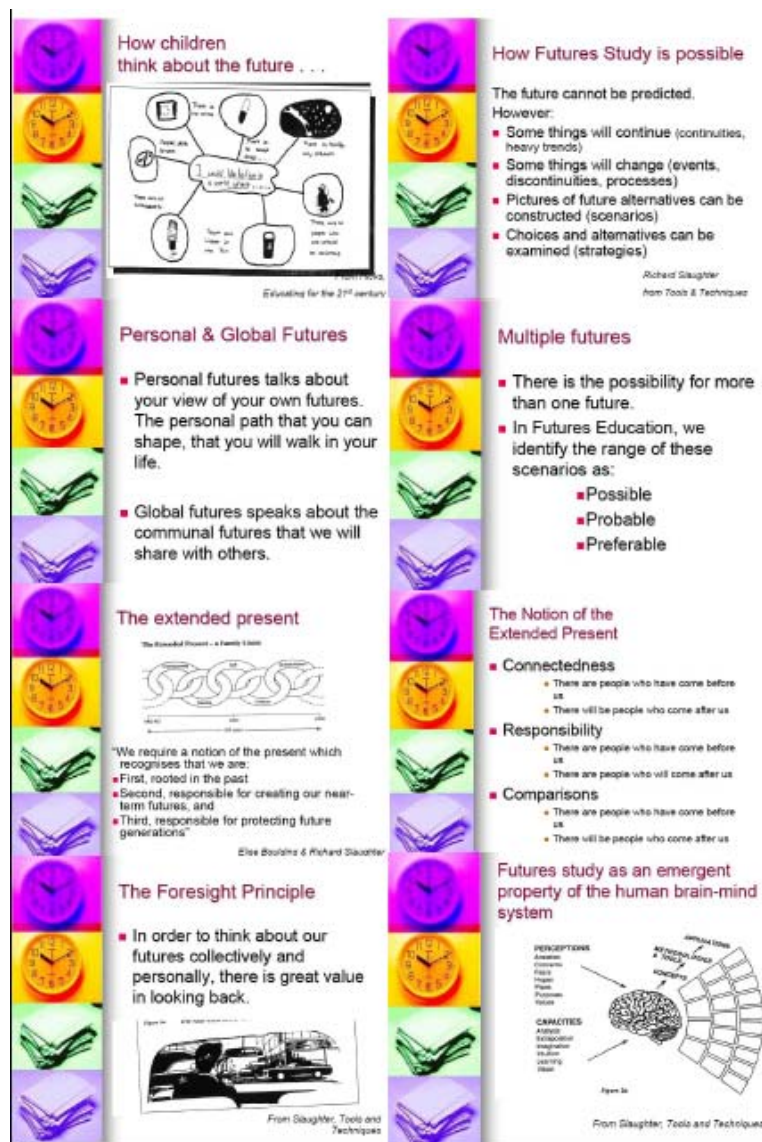 How children
think about the future . . .
Educating for the 21st century
How Futures Study is possible
The future cannot be predicted.
However:
Some things will continue (continuities,
heavy trends)
Some things will change (events,
discontinuities, processes)
Pictures of future alternatives can be
constructed (scenarios)
Choices and alternatives can be
examined (strategies)
Richard Slaughter
from Tools & Techniques
Personal & Global Futures
Personal futures talks about
your view of your own futures.
The personal path that you can
shape, that you will walk in your
life.
Global futures speaks about the
communal futures that we will
share with others.
Multiple futures
There is the possibility for more
than one future.
In Futures Education, we
identify the range of these
scenarios as:
Possible
Probable
Preferable
The extended present
The Extended Present – a Family Chain
"We require a notion of the present which
recognises that we are:
First, rooted in the past
Second, responsible for creating our near-
term futures, and
Third, responsible for protecting future
generations"
Elise Boulding & Richard Slaughter
The Notion of the
Extended Present
Connectedness
There are people who have come before
us
There will be people who come after us
Responsibility
There are people who have come before
us
There are people who will come after us
Comparisons
There are people who have come before
us
There will be people who come after us
The Foresight Principle
In order to think about our
futures collectively and
personally, there is great value
in looking back.
From Slaughter, Tools and
Techniques
Futures study as an emergent
property of the human brain-mind
system
PERCEPTIONS
CAPACITIES
Analysis
Extrapolation
Imagination
Intuition
Learning
CONCEPTS
METHODOLOGIES
& TOOLS
APPLICATIONS
From Slaughter, Tools and Techniques